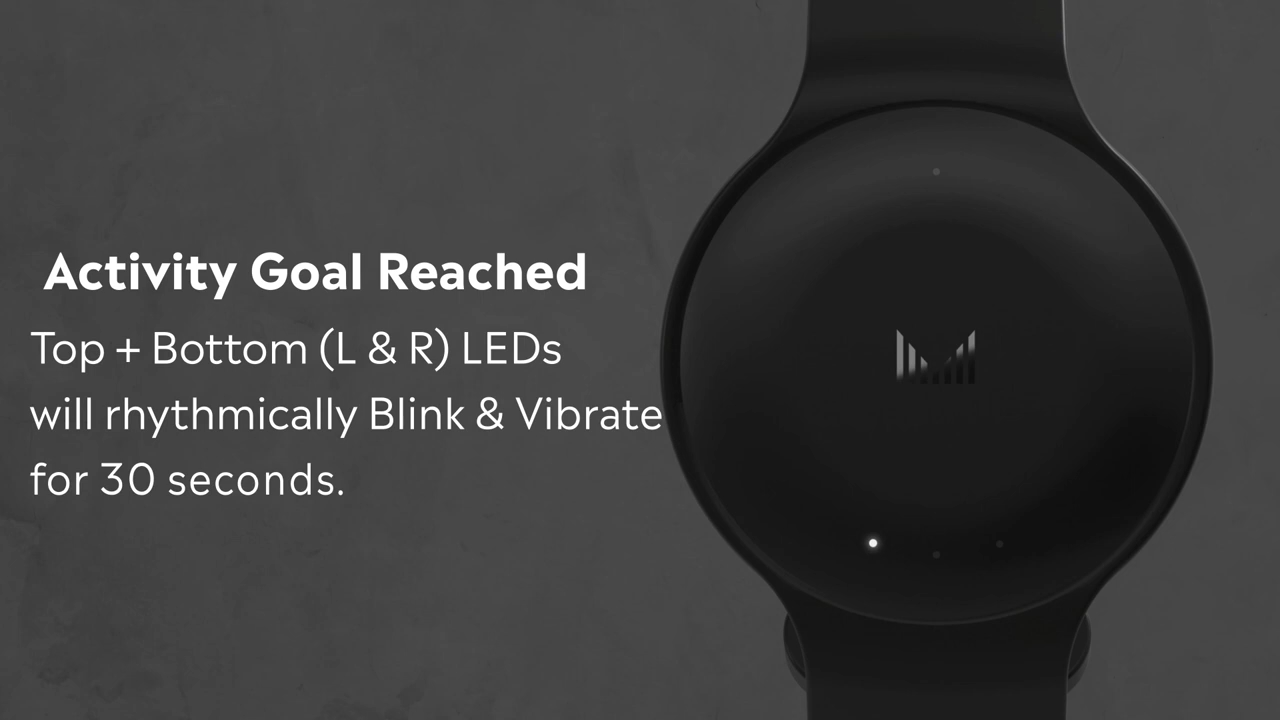 Activity Goal Reached
Top + Bottom (L & R) LEDs
will rhythmically Blink & Vibrate
for 30 seconds.